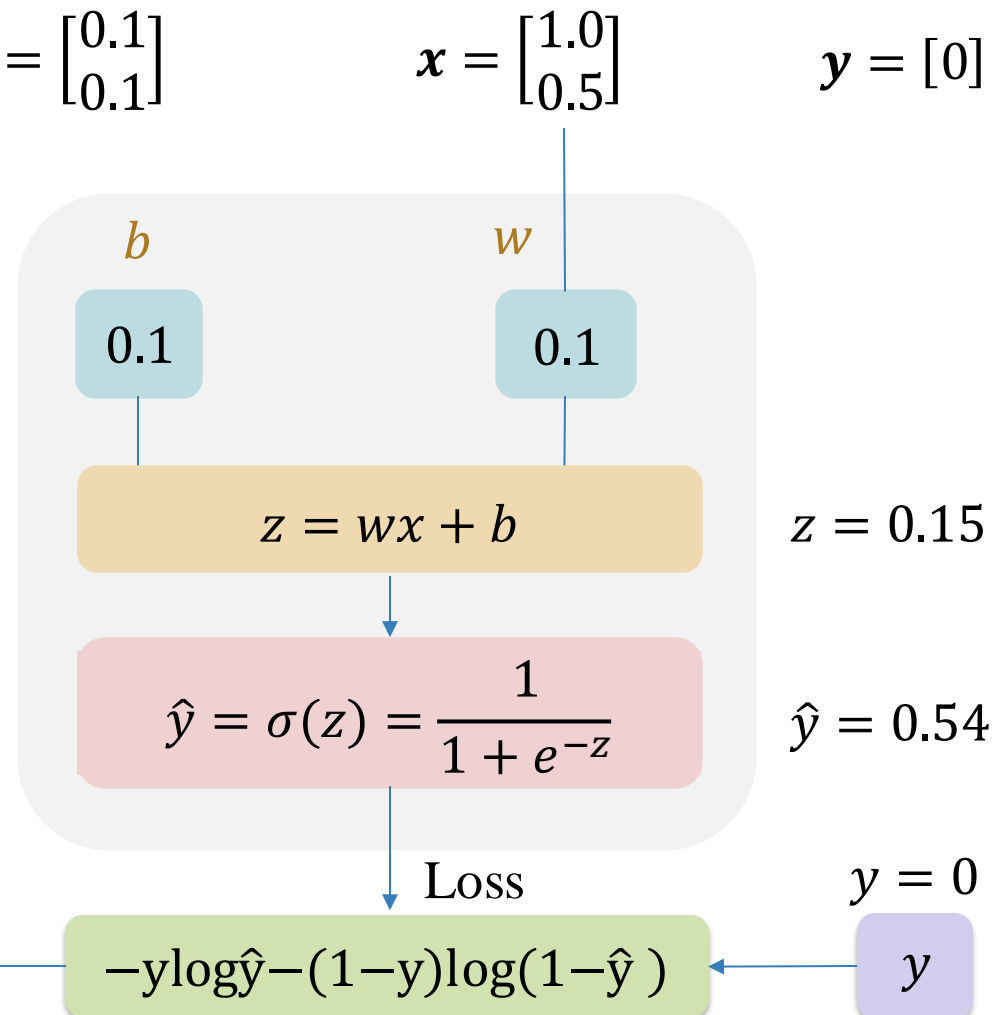 = [0.1 0.1]
x = [1.0 0.5]
y = [0]
b
w
0.1
0.1
z = wx + b
z = 0.15
ŷ = σ(z) = 1 / 1 + e^{−z}
ŷ = 0.54
Loss
y = 0
−ylogŷ−(1−y)log(1−ŷ )
y